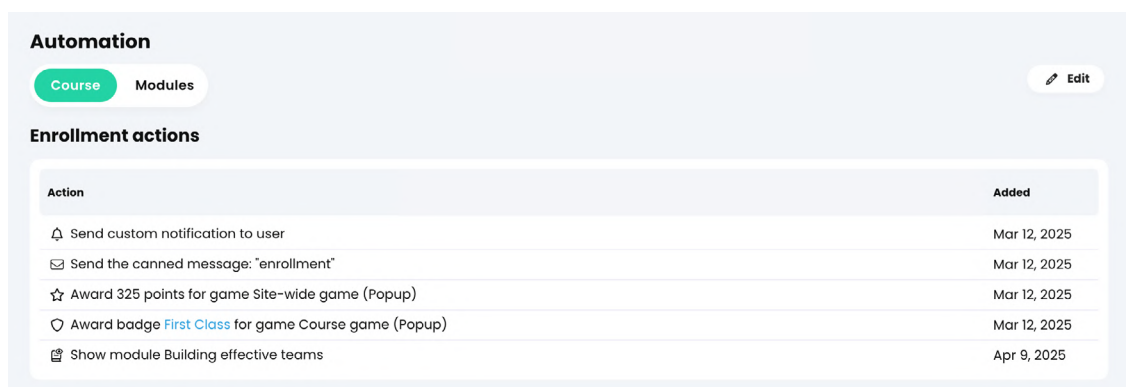 Automation
Course Modules
Edit
Enrollment actions
Action Added
Send custom notification to user Mar 12, 2025
Send the canned message: "enrollment" Mar 12, 2025
Award 325 points for game Site-wide game (Popup) Mar 12, 2025
Award badge First Class for game Course game (Popup) Mar 12, 2025
Show module Building effective teams Apr 9, 2025